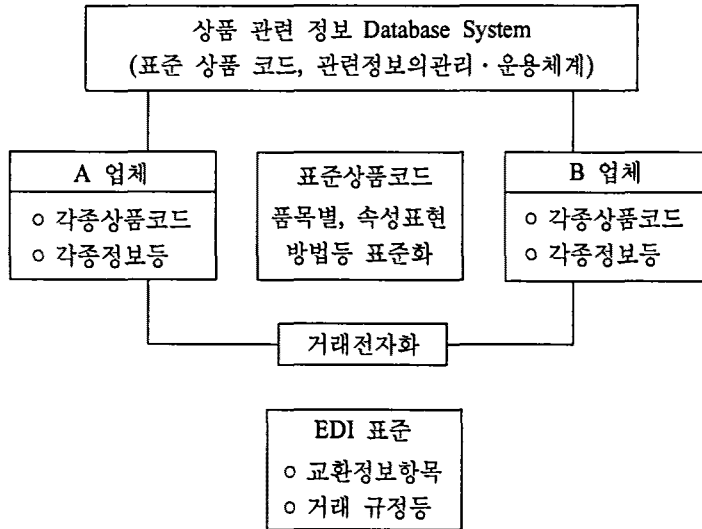 상품 관련 정보 Database System
(표준 상품 코드, 관련정보의관리 · 운용체계)
A 업체
○ 각종상품코드
○ 각종정보등
표준상품코드
품목별, 속성표현
방법등 표준화
B 업체
○ 각종상품코드
○ 각종정보등
거래전자화
EDI 표준
○ 교환정보항목
○ 거래 규정등